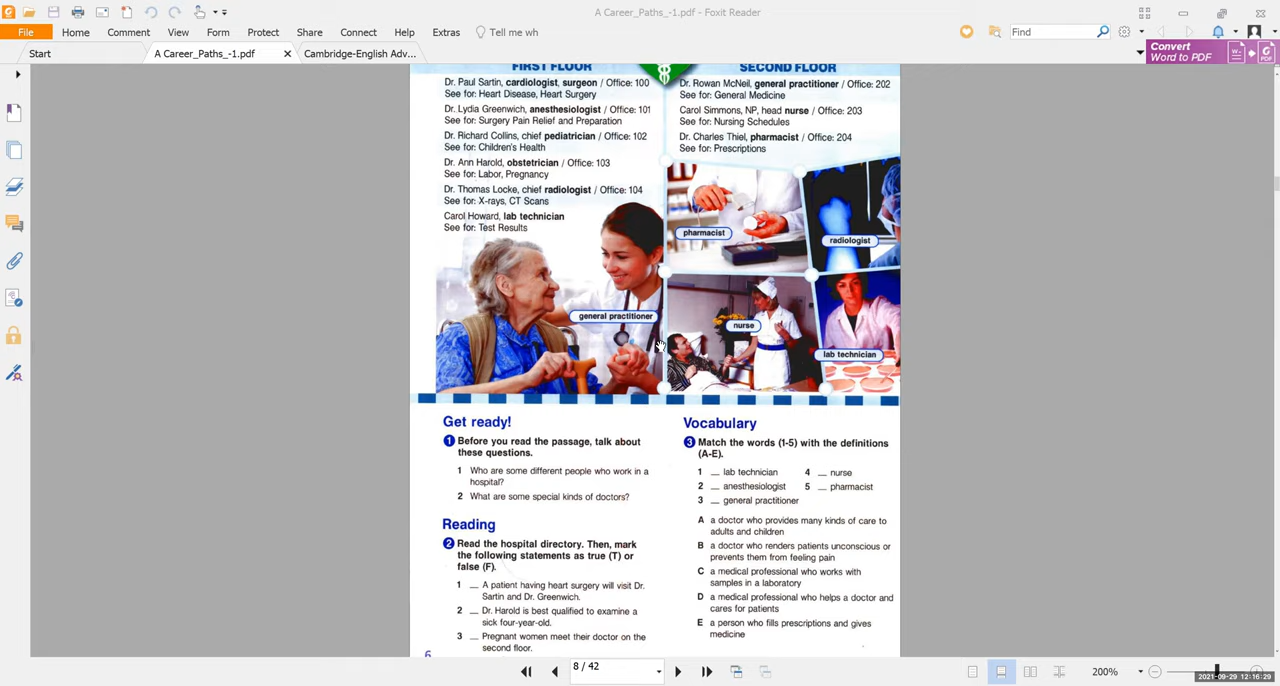 A Career_Paths_-1.pdf - Foxit Reader
File Home Comment View Form Protect Share Connect Help Extras Tell me wh Find
Start A Career_Paths_-1.pdf Cambridge-English Adv...
Convert
Word to PDF
FIRST FLOOR
Dr. Paul Sartin, cardiologist, surgeon / Office: 100
See for: Heart Disease, Heart Surgery
Dr. Lydia Greenwich, anesthesiologist / Office: 101
See for: Surgery Pain Relief and Preparation
Dr. Richard Collins, chief pediatrician / Office: 102
See for: Children's Health
Dr. Ann Harold, obstetrician / Office: 103
See for: Labor, Pregnancy
Dr. Thomas Locke, chief radiologist / Office: 104
See for: X-rays, CT Scans
Carol Howard, lab technician
See for: Test Results
SECOND FLOOR
Dr. Rowan McNeil, general practitioner / Office: 202
See for: General Medicine
Carol Simmons, NP, head nurse / Office: 203
See for: Nursing Schedules
Dr. Charles Thiel, pharmacist / Office: 204
See for: Prescriptions
pharmacist
radiologist
general practitioner
nurse
lab technician
Get ready!
1 Before you read the passage, talk about
these questions.
1 Who are some different people who work in a
hospital?
2 What are some special kinds of doctors?
Reading
2 Read the hospital directory. Then, mark
the following statements as true (T) or
false (F).
1 _ A patient having heart surgery will visit Dr.
Sartin and Dr. Greenwich.
2 _ Dr. Harold is best qualified to examine a
sick four-year-old.
3 _ Pregnant women meet their doctor on the
second floor.
6
Vocabulary
3 Match the words (1-5) with the definitions
(A-E).
1 _ lab technician 4 _ nurse
2 _ anesthesiologist 5 _ pharmacist
3 _ general practitioner
A a doctor who provides many kinds of care to
adults and children
B a doctor who renders patients unconscious or
prevents them from feeling pain
C a medical professional who works with
samples in a laboratory
D a medical professional who helps a doctor and
cares for patients
E a person who fills prescriptions and gives
medicine
8 / 42
200%
2021-09-29 12:16:29